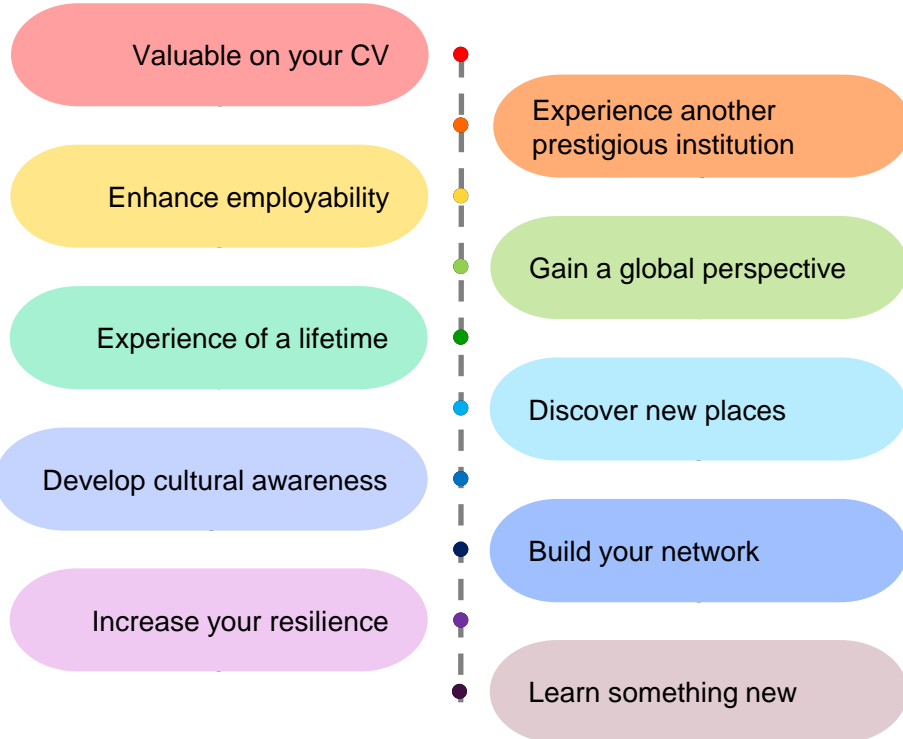 Valuable on your CV
Experience another
prestigious institution
Enhance employability
Gain a global perspective
Experience of a lifetime
Discover new places
Develop cultural awareness
Build your network
Increase your resilience
Learn something new